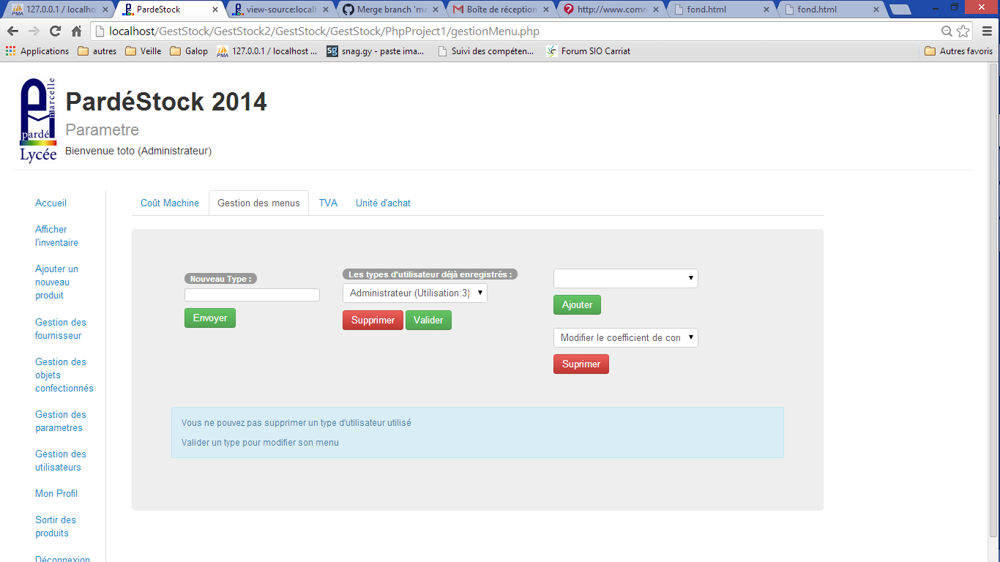 127.0.0.1 / localho
PardeStock
view-source:locall
Merge branch 'ma
Boîte de réception
http://www.comm
fond.html
fond.html
localhost/GestStock/GestStock2/GestStock/GestStock/PhpProject1/gestionMenu.php
Applications
autres
Veille
Galop
127.0.0.1 / localhost ...
snag.gy - paste ima...
Suivi des compéten...
Forum SIO Carriat
Autres favoris
marcelle
pardé
Lycée
PardéStock 2014
Parametre
Bienvenue toto (Administrateur)
Accueil
Afficher
l'inventaire
Ajouter un
nouveau
produit
Gestion des
fournisseur
Gestion des
objets
confectionnés
Gestion des
parametres
Gestion des
utilisateurs
Mon Profil
Sortir des
produits
Déconnexion
Coût Machine
Gestion des menus
TVA
Unité d'achat
Nouveau Type :
Envoyer
Les types d'utilisateur déjà enregistrés :
Administrateur (Utilisation:3)
Supprimer
Valider
Ajouter
Modifier le coefficient de cor
Suprimer
Vous ne pouvez pas supprimer un type d'utilisateur utilisé
Valider un type pour modifier son menu